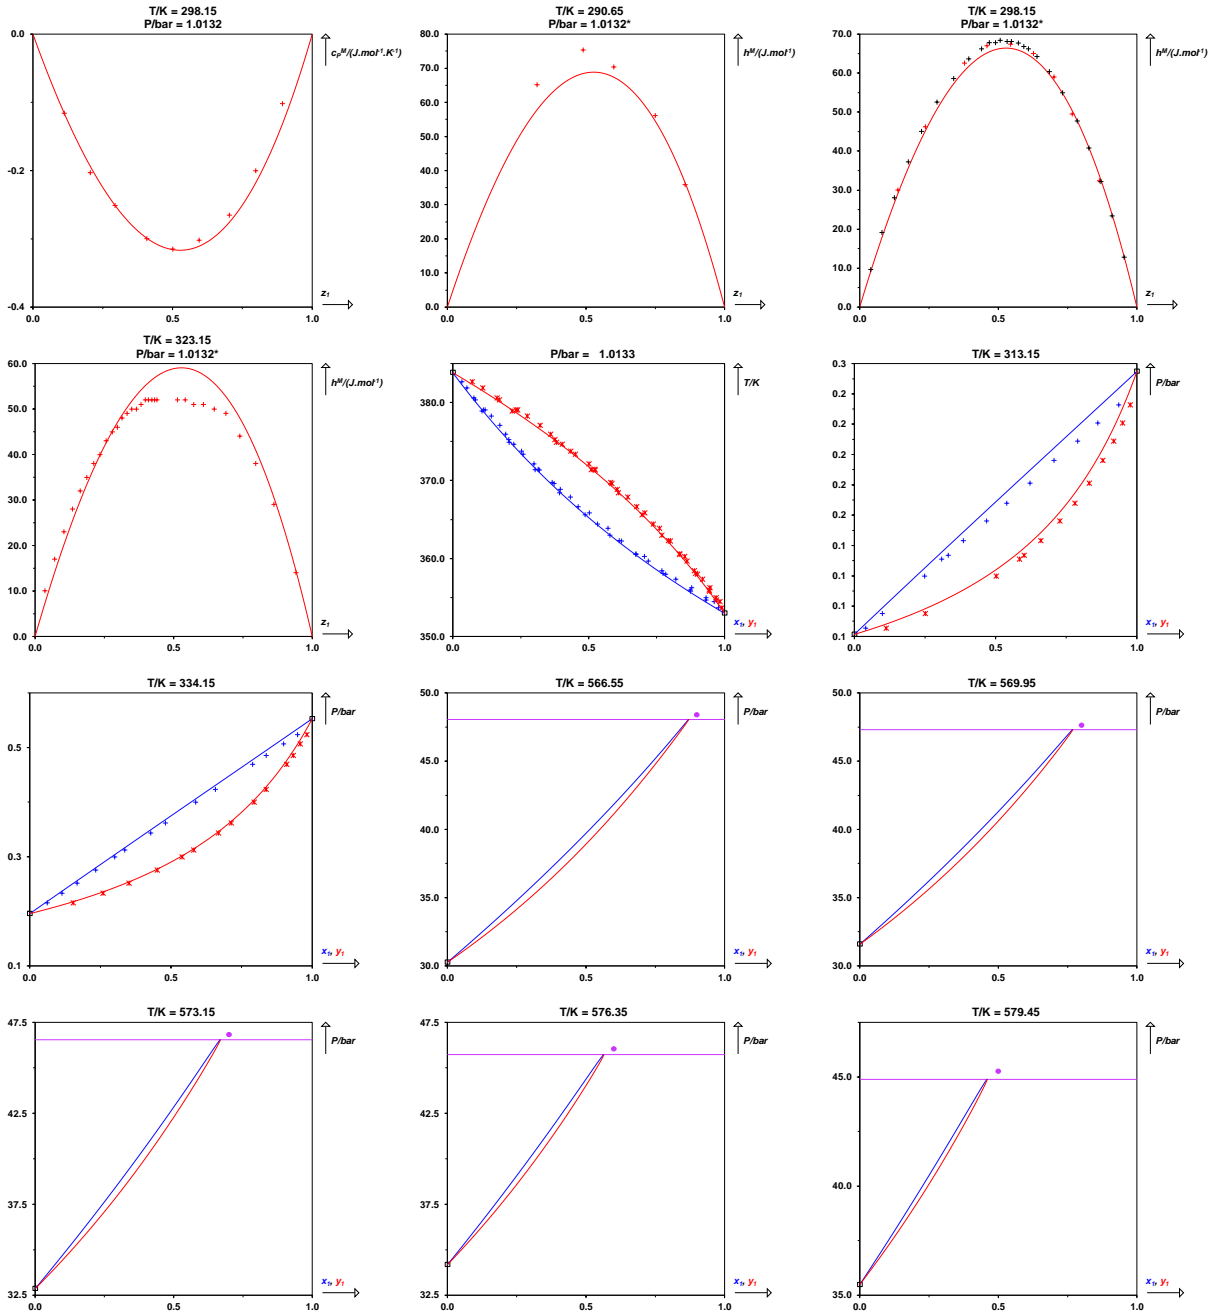 T/K = 298.15
P/bar = 1.0132
0.0
-0.2
-0.4
0.0
0.5
1.0
cPM/(J.mol-1.K-1)
z1
T/K = 290.65
P/bar = 1.0132*
80.0
70.0
60.0
50.0
40.0
30.0
20.0
10.0
0.0
0.0
0.5
1.0
hM/(J.mol-1)
z1
T/K = 298.15
P/bar = 1.0132*
70.0
60.0
50.0
40.0
30.0
20.0
10.0
0.0
0.0
0.5
1.0
hM/(J.mol-1)
z1
T/K = 323.15
P/bar = 1.0132*
60.0
50.0
40.0
30.0
20.0
10.0
0.0
0.0
0.5
1.0
hM/(J.mol-1)
z1
P/bar = 1.0133
380.0
370.0
360.0
350.0
0.0
0.5
1.0
T/K
x1, y1
T/K = 313.15
0.3
0.2
0.2
0.2
0.2
0.2
0.1
0.1
0.1
0.1
0.0
0.5
1.0
P/bar
x1, y1
T/K = 334.15
0.5
0.3
0.1
0.0
0.5
1.0
P/bar
x1, y1
T/K = 566.55
50.0
45.0
40.0
35.0
30.0
0.0
0.5
1.0
P/bar
x1, y1
T/K = 569.95
50.0
45.0
40.0
35.0
30.0
0.0
0.5
1.0
P/bar
x1, y1
T/K = 573.15
47.5
42.5
37.5
32.5
0.0
0.5
1.0
P/bar
x1, y1
T/K = 576.35
47.5
42.5
37.5
32.5
0.0
0.5
1.0
P/bar
x1, y1
T/K = 579.45
45.0
40.0
35.0
0.0
0.5
1.0
P/bar
x1, y1